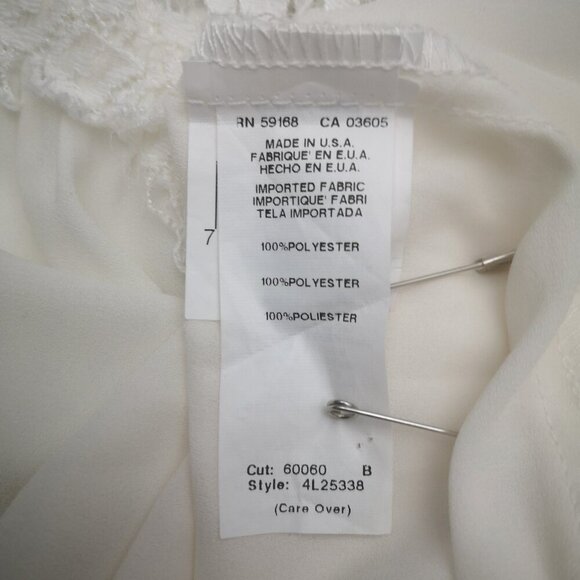 RN 59168 CA 03605
MADE IN U.S.A.
FABRIQUE' EN E.U.A.
HECHO EN E.U.A.
IMPORTED FABRIC
IMPORTIQUE' FABRI
TELA IMPORTADA
7
100%POLYESTER
100%POLYESTER
100%POLIESTER
Cut: 60060 B
Style: 4L25338
(Care Over)